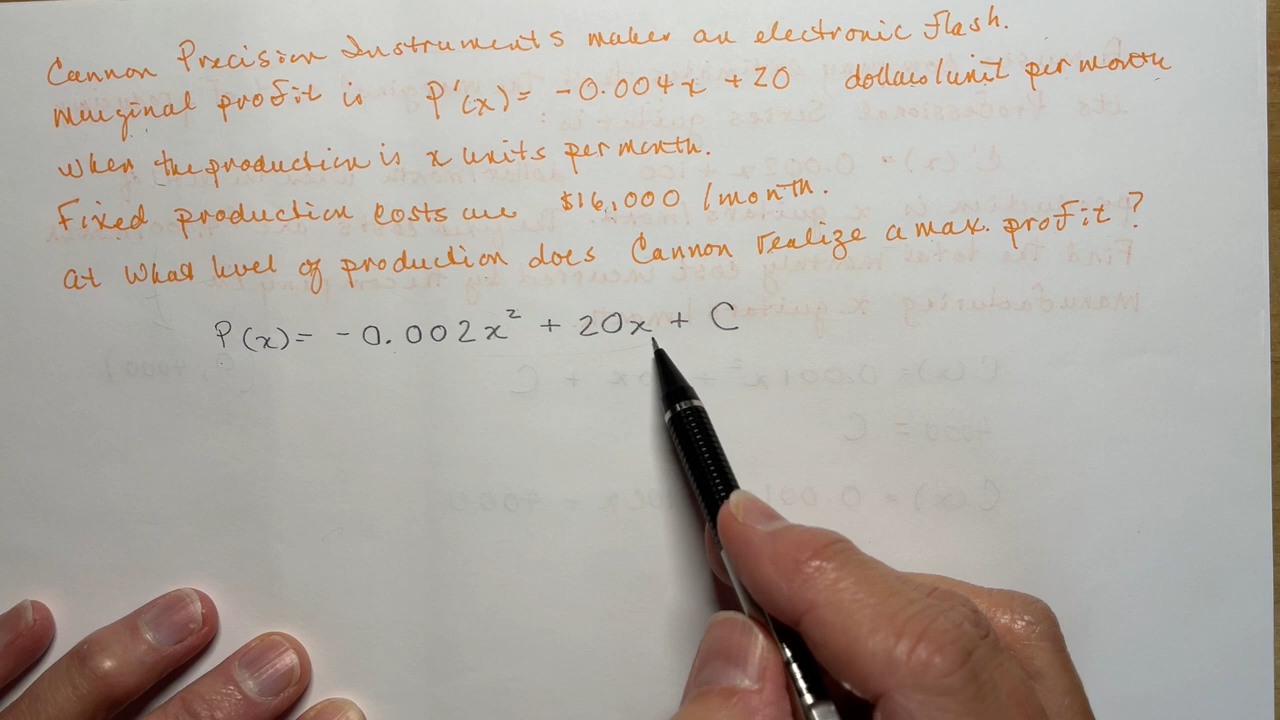 Cannon Precision Instruments makes an electronic flash.
marginal profit is P'(x) = -0.004x + 20 dollars/unit per month
when the production is x units per month.
Fixed production costs are $16,000 /month.
at what level of production does Cannon realize a max. profit?
P(x) = -0.002x² + 20x + C